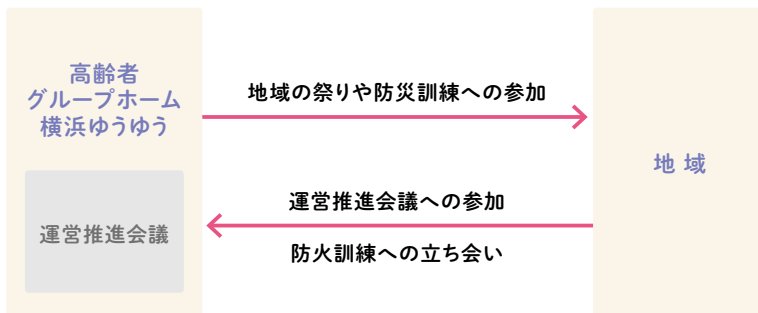 高齢者
グループホーム
横浜ゆうゆう
運営推進会議
地域の祭りや防災訓練への参加
運営推進会議への参加
防火訓練への立ち会い
地域